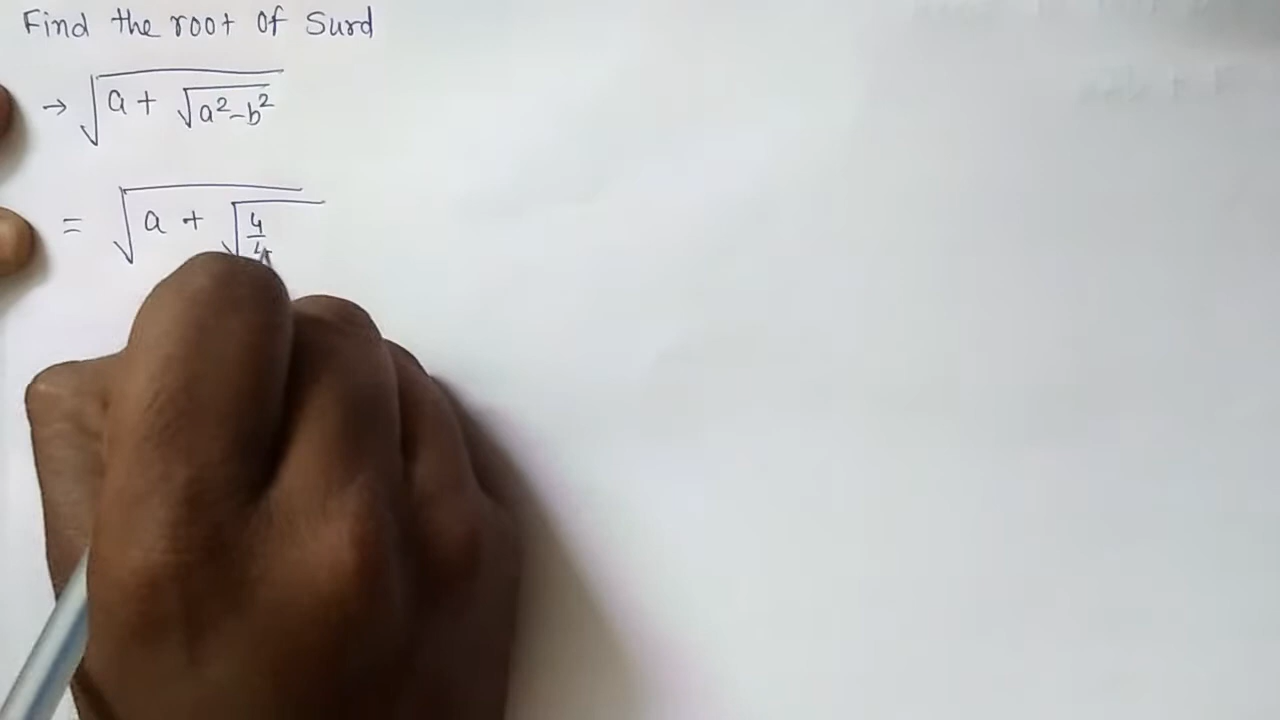 Find the root of Surd
→ √(a + √(a²-b²))
= √(a + √(4/4